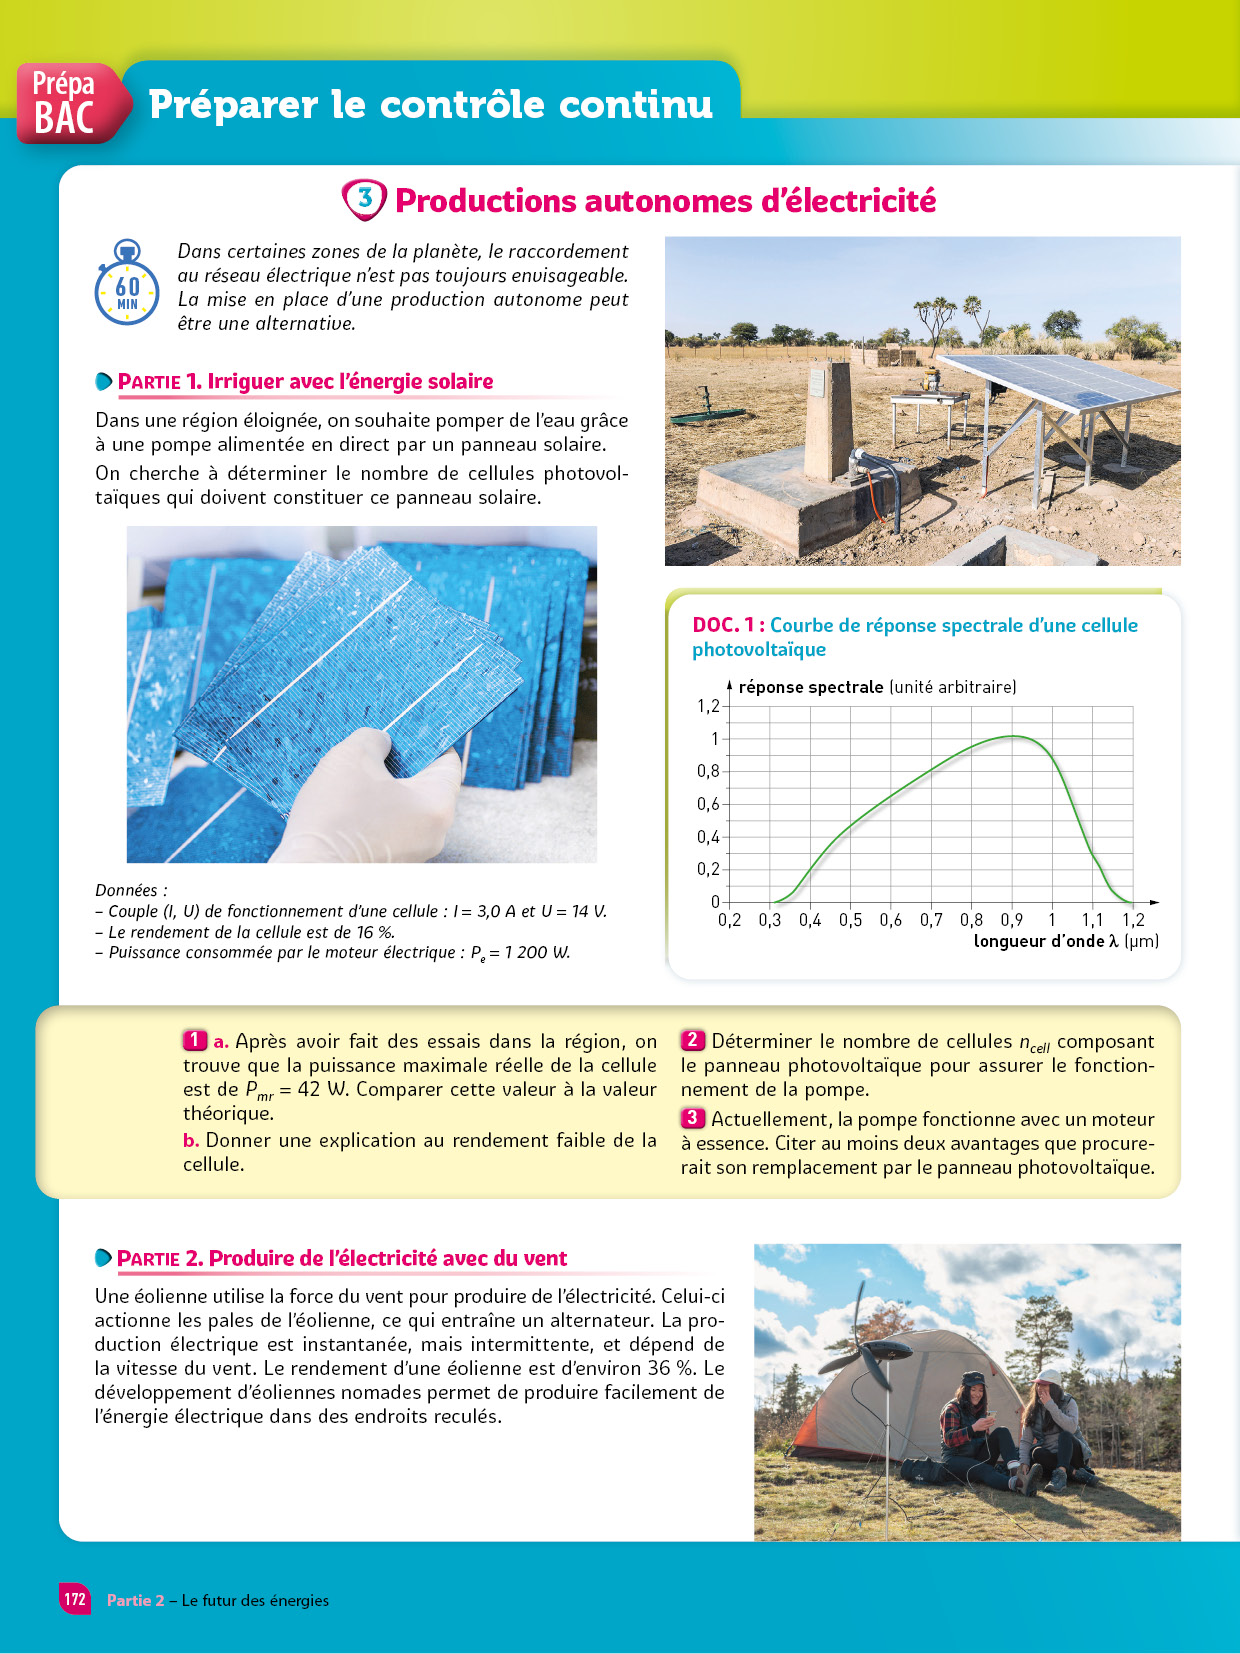 Prépa
BAC
Préparer le contrôle continu
3 Productions autonomes d'électricité
60
MIN
Dans certaines zones de la planète, le raccordement
au réseau électrique n'est pas toujours envisageable.
La mise en place d'une production autonome peut
être une alternative.
PARTIE 1. Irriguer avec l'énergie solaire
Dans une région éloignée, on souhaite pomper de l'eau grâce
à une pompe alimentée en direct par un panneau solaire.
On cherche à déterminer le nombre de cellules photovol-
taïques qui doivent constituer ce panneau solaire.
Données :
– Couple (I, U) de fonctionnement d'une cellule : I = 3,0 A et U = 14 V.
– Le rendement de la cellule est de 16 %.
– Puissance consommée par le moteur électrique : Pe = 1 200 W.
DOC. 1 : Courbe de réponse spectrale d'une cellule
photovoltaïque
réponse spectrale (unité arbitraire)
1,2
1
0,8
0,6
0,4
0,2
0
0,2 0,3 0,4 0,5 0,6 0,7 0,8 0,9 1 1,1 1,2
longueur d'onde λ (µm)
1 a. Après avoir fait des essais dans la région, on
trouve que la puissance maximale réelle de la cellule
est de Pmr = 42 W. Comparer cette valeur à la valeur
théorique.
b. Donner une explication au rendement faible de la
cellule.
2 Déterminer le nombre de cellules ncell composant
le panneau photovoltaïque pour assurer le fonction-
nement de la pompe.
3 Actuellement, la pompe fonctionne avec un moteur
à essence. Citer au moins deux avantages que procure-
rait son remplacement par le panneau photovoltaïque.
PARTIE 2. Produire de l'électricité avec du vent
Une éolienne utilise la force du vent pour produire de l'électricité. Celui-ci
actionne les pales de l'éolienne, ce qui entraîne un alternateur. La pro-
duction électrique est instantanée, mais intermittente, et dépend de
la vitesse du vent. Le rendement d'une éolienne est d'environ 36 %. Le
développement d'éoliennes nomades permet de produire facilement de
l'énergie électrique dans des endroits reculés.
172 Partie 2 – Le futur des énergies